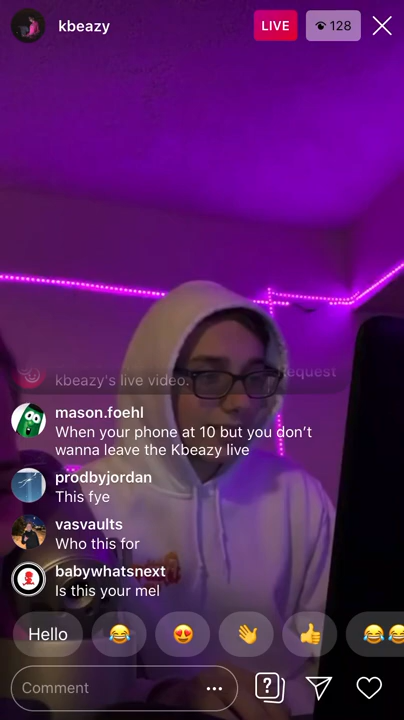 kbeazy
LIVE
128
kbeazy's live video.
Request
mason.foehl
When your phone at 10 but you don't
wanna leave the Kbeazy live
prodbyjordan
This fye
vasvaults
Who this for
babywhatsnext
Is this your mel
Hello
Comment